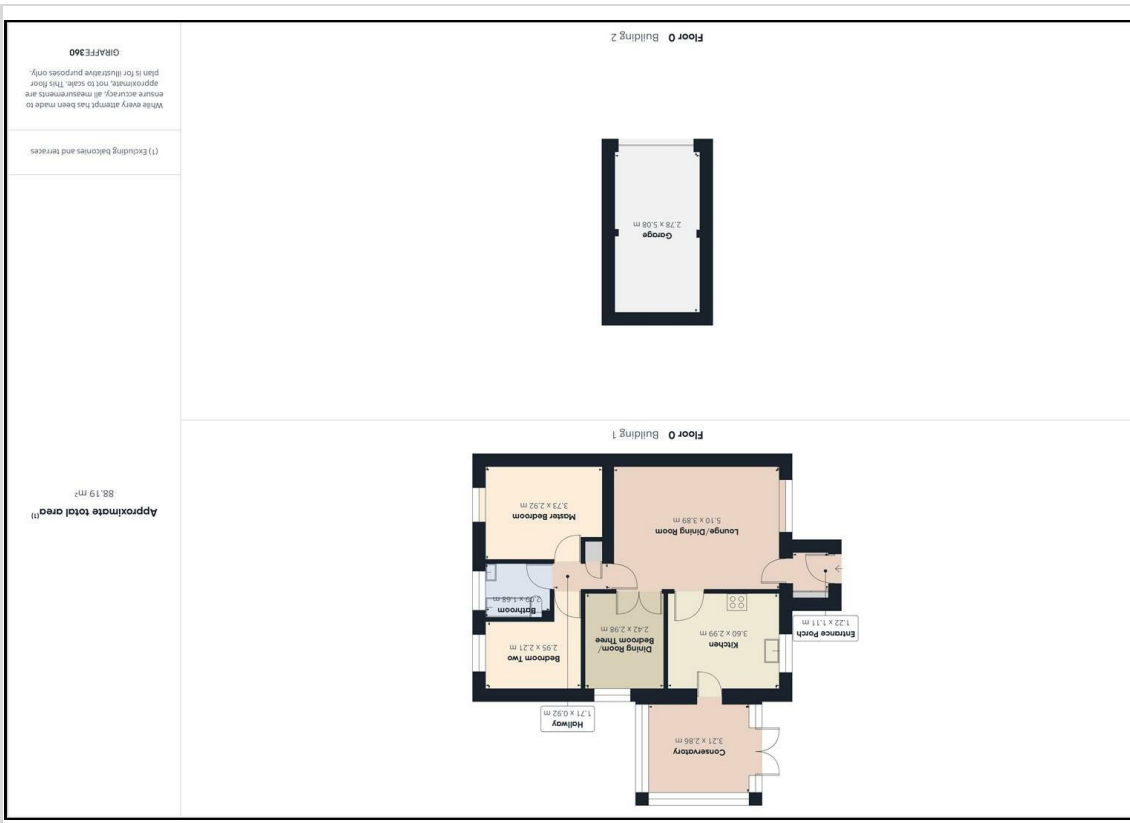 Conservatory
3.21 x 2.86 m
Hallway
1.71 x 0.92 m
Entrance Porch
1.22 x 1.11 m
Kitchen
3.60 x 2.99 m
Dining Room/
Bedroom Three
2.42 x 2.98 m
Bedroom Two
2.95 x 2.21 m
Bathroom
2.09 x 1.68 m
Lounge/Dining Room
5.10 x 3.89 m
Master Bedroom
3.73 x 2.92 m
Floor 0 Building 1
Garage
2.78 x 5.08 m
Floor 0 Building 2
Approximate total area(1)
88.19 m²
(1) Excluding balconies and terraces
While every attempt has been made to
ensure accuracy, all measurements are
approximate, not to scale. This floor
plan is for illustrative purposes only.
GIRAFFE360